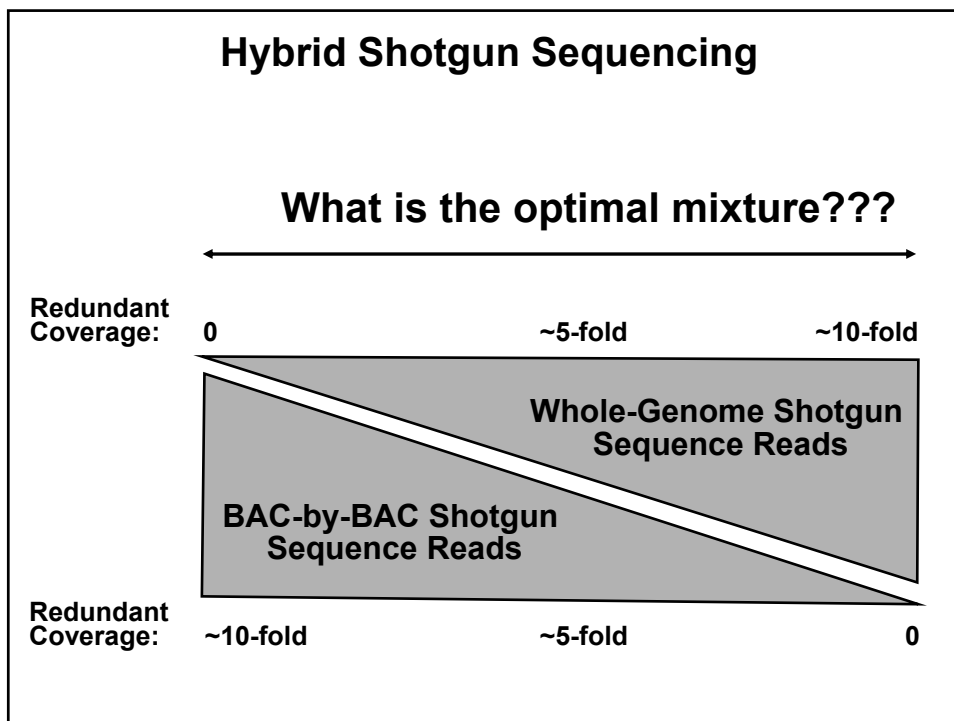 Hybrid Shotgun Sequencing
What is the optimal mixture???
Redundant
Coverage:
0 ~5-fold ~10-fold
Whole-Genome Shotgun
Sequence Reads
BAC-by-BAC Shotgun
Sequence Reads
Redundant
Coverage:
~10-fold ~5-fold 0